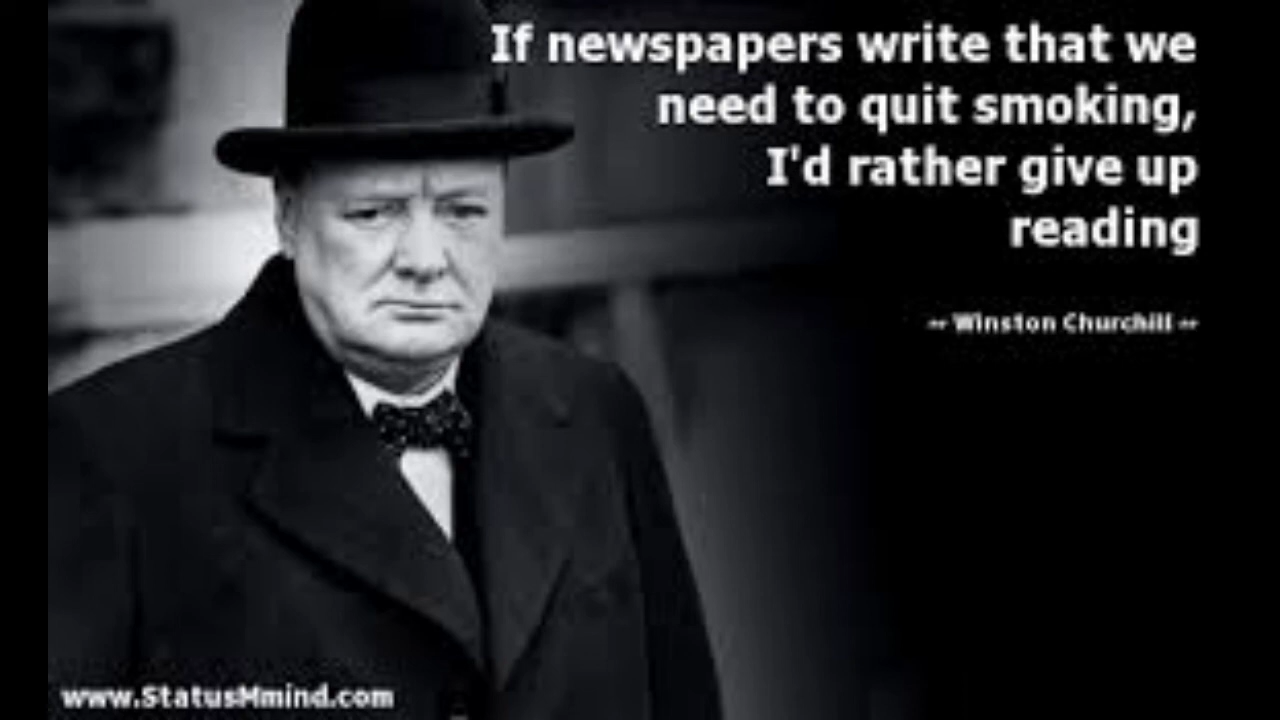 If newspapers write that we
need to quit smoking,
I'd rather give up
reading
~ Winston Churchill ~
www.StatusMmind.com